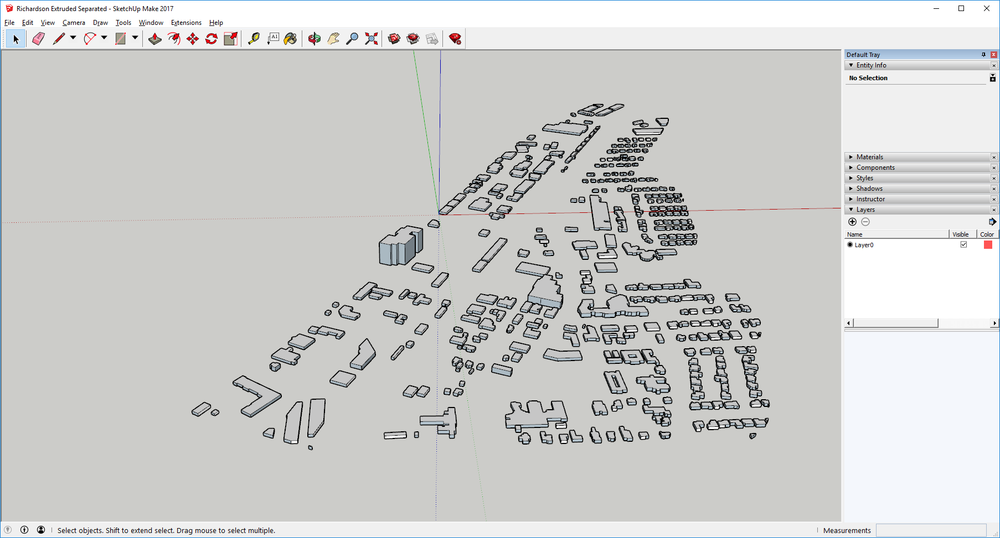 Richardson Extruded Separated - SketchUp Make 2017
File Edit View Camera Draw Tools Window Extensions Help
A1
Default Tray
Entity Info
No Selection
Materials
Components
Styles
Shadows
Instructor
Layers
Name Visible Color
Layer0
Select objects. Shift to extend select. Drag mouse to select multiple.
Measurements